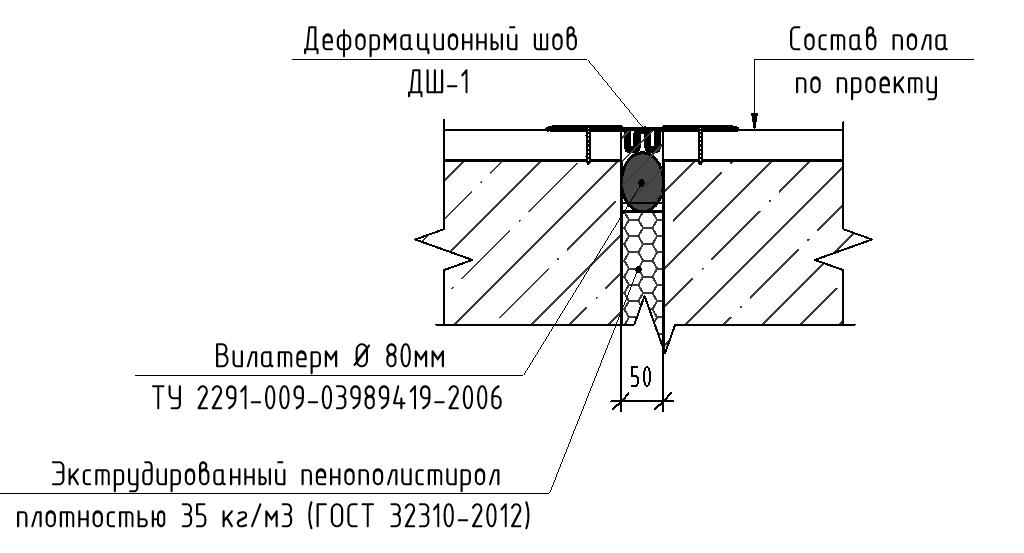 Деформационный шов
ДШ-1
Состав пола
по проекту
Вилатерм Ø 80мм
ТУ 2291-009-03989419-2006
50
Экструдированный пенополистирол
плотностью 35 кг/м3 (ГОСТ 32310-2012)